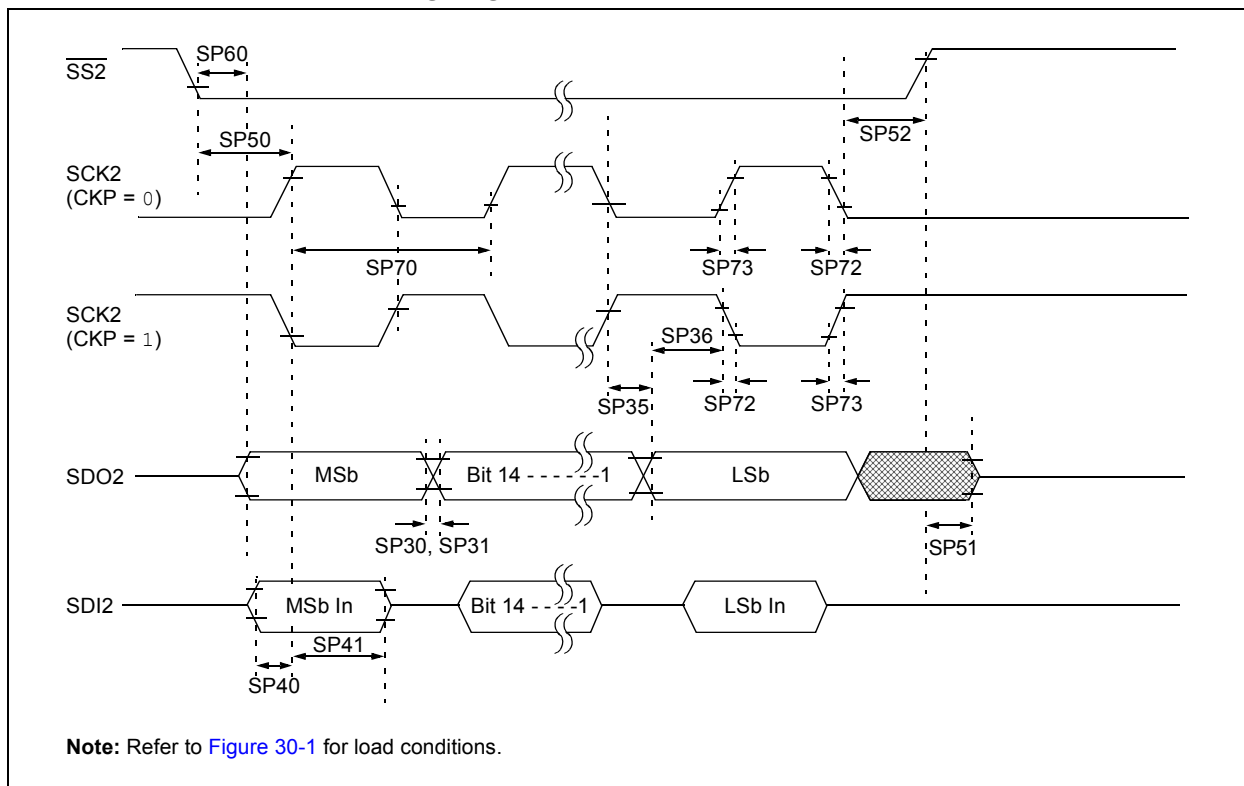 SP60
SS2
SP50
SP52
SCK2
(CKP = 0)
SP70
SP73
SP72
SCK2
(CKP = 1)
SP36
SP35
SP72
SP73
SDO2
MSb
Bit 14 - - - - - -1
LSb
SP30, SP31
SP51
SDI2
MSb In
Bit 14 - - - - -1
LSb In
SP41
SP40
Note: Refer to Figure 30-1 for load conditions.